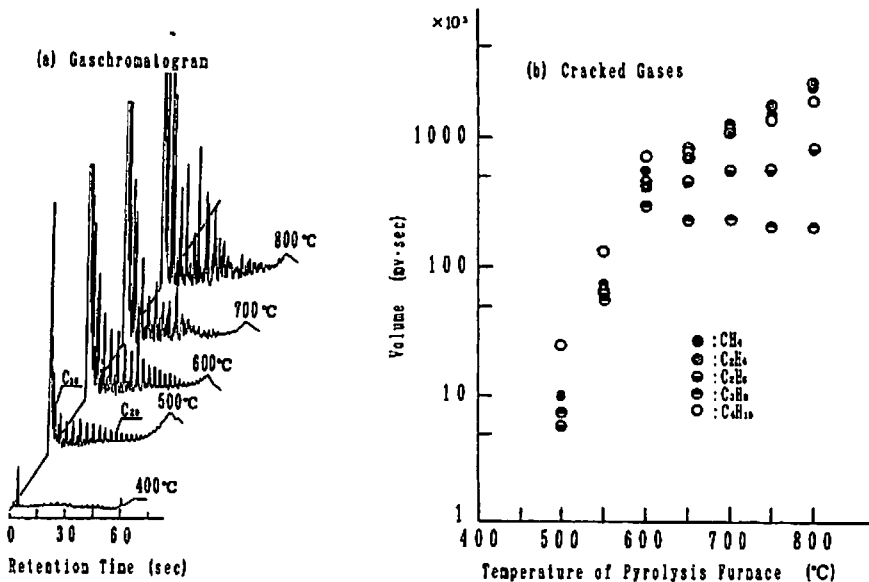 (a) Gaschromatogram
800℃
700℃
600℃
500℃
400℃
C₂₀
0 30 60
Retention Time (sec)
×10³
(b) Cracked Gases
1000
100
10
1
Volume (mv·sec)
: CH₄
: C₂H₄
: C₂H₆
: C₃H₈
: C₄H₁₀
400 500 600 700 800
Temperature of Pyrolysis Furnace (℃)